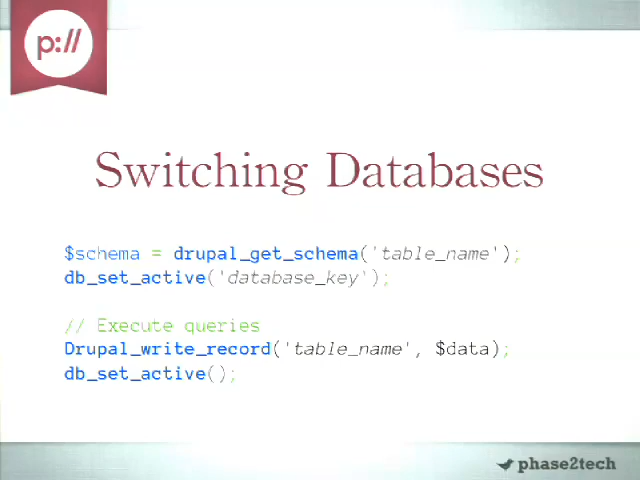 p://
Switching Databases
$schema = drupal_get_schema('table_name');
db_set_active('database_key');
// Execute queries
Drupal_write_record('table_name', $data);
db_set_active();
phase2tech